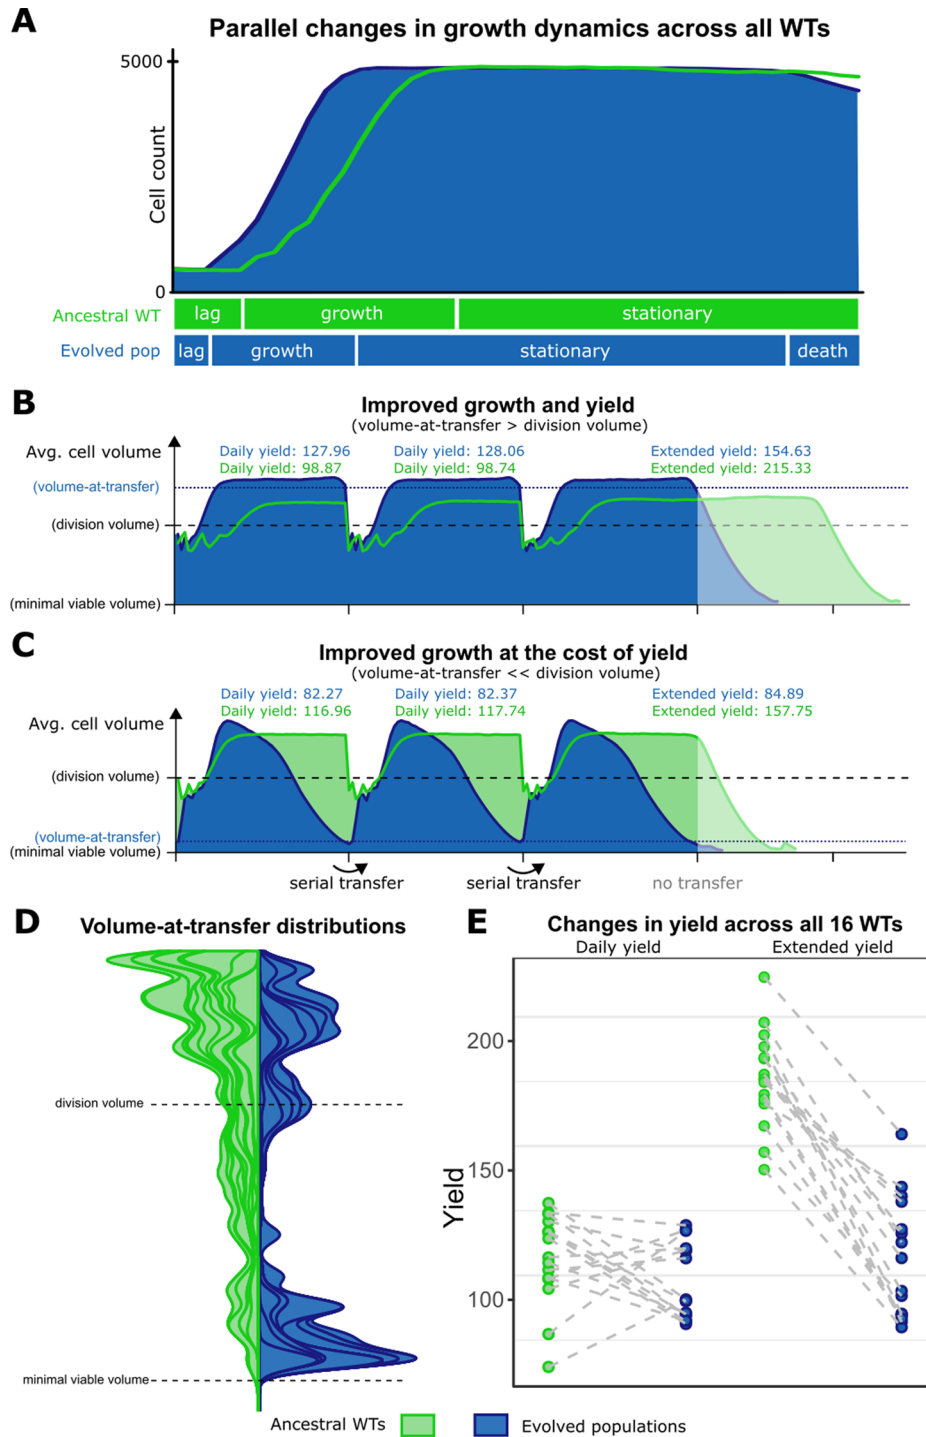 A
Parallel changes in growth dynamics across all WTs
5000
Cell count
0
Ancestral WT
lag
growth
stationary
Evolved pop
lag
growth
stationary
death
B
Improved growth and yield
(volume-at-transfer > division volume)
Avg. cell volume
Daily yield: 127.96
Daily yield: 128.06
Extended yield: 154.63
Daily yield: 98.87
Daily yield: 98.74
Extended yield: 215.33
(volume-at-transfer)
(division volume)
(minimal viable volume)
C
Improved growth at the cost of yield
(volume-at-transfer << division volume)
Daily yield: 82.27
Daily yield: 82.37
Extended yield: 84.89
Daily yield: 116.96
Daily yield: 117.74
Extended yield: 157.75
Avg. cell volume
(division volume)
(volume-at-transfer)
(minimal viable volume)
serial transfer
serial transfer
no transfer
D
Volume-at-transfer distributions
division volume
minimal viable volume
E
Changes in yield across all 16 WTs
Daily yield
Extended yield
200
150
100
Yield
Ancestral WTs
Evolved populations